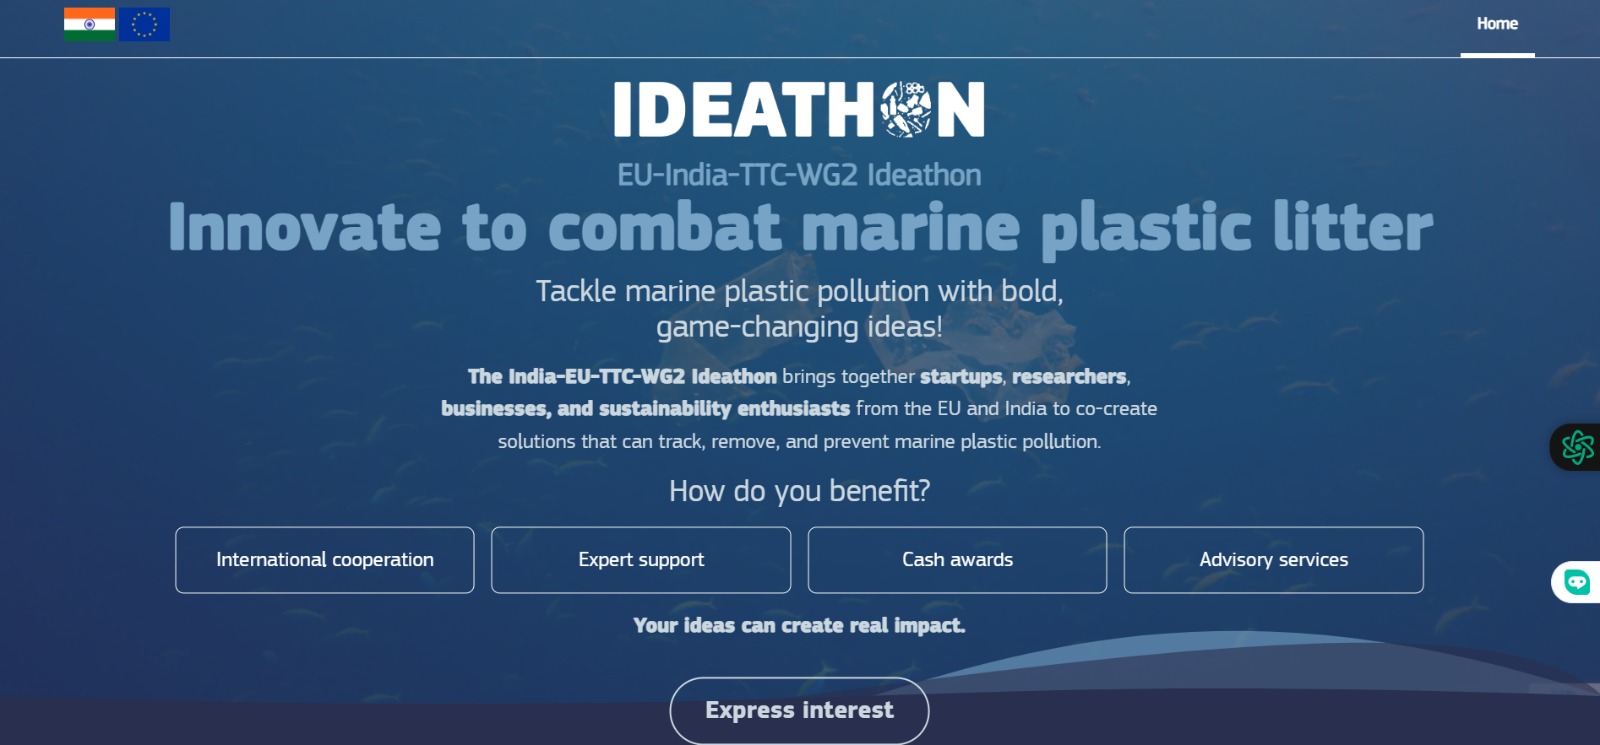 Home
IDEATHON
EU-India-TTC-WG2 Ideathon
Innovate to combat marine plastic litter
Tackle marine plastic pollution with bold,
game-changing ideas!
The India-EU-TTC-WG2 Ideathon brings together startups, researchers,
businesses, and sustainability enthusiasts from the EU and India to co-create
solutions that can track, remove, and prevent marine plastic pollution.
How do you benefit?
International cooperation
Expert support
Cash awards
Advisory services
Your ideas can create real impact.
Express interest